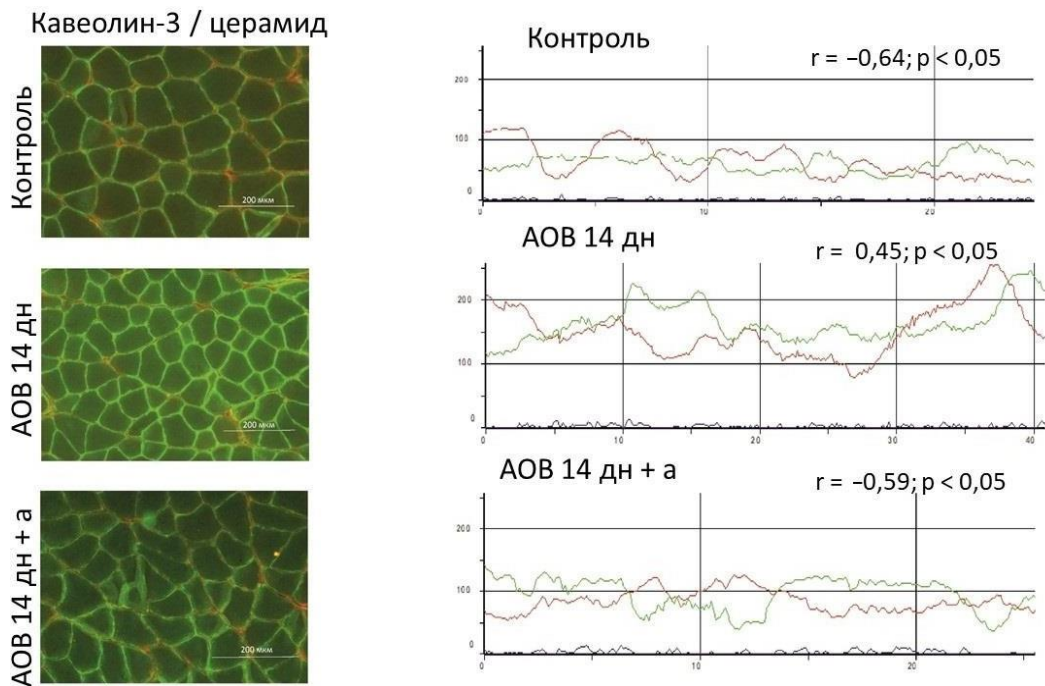 Кавеолин-3 / церамид
Контроль
200 мкм
АОВ 14 дн
200 мкм
АОВ 14 дн + а
200 мкм
Контроль
r = –0,64; p < 0,05
200
100
0
0 10 20
АОВ 14 дн
r = 0,45; p < 0,05
200
100
0
0 10 20 30 40
АОВ 14 дн + а
r = –0,59; p < 0,05
200
100
0
0 10 20